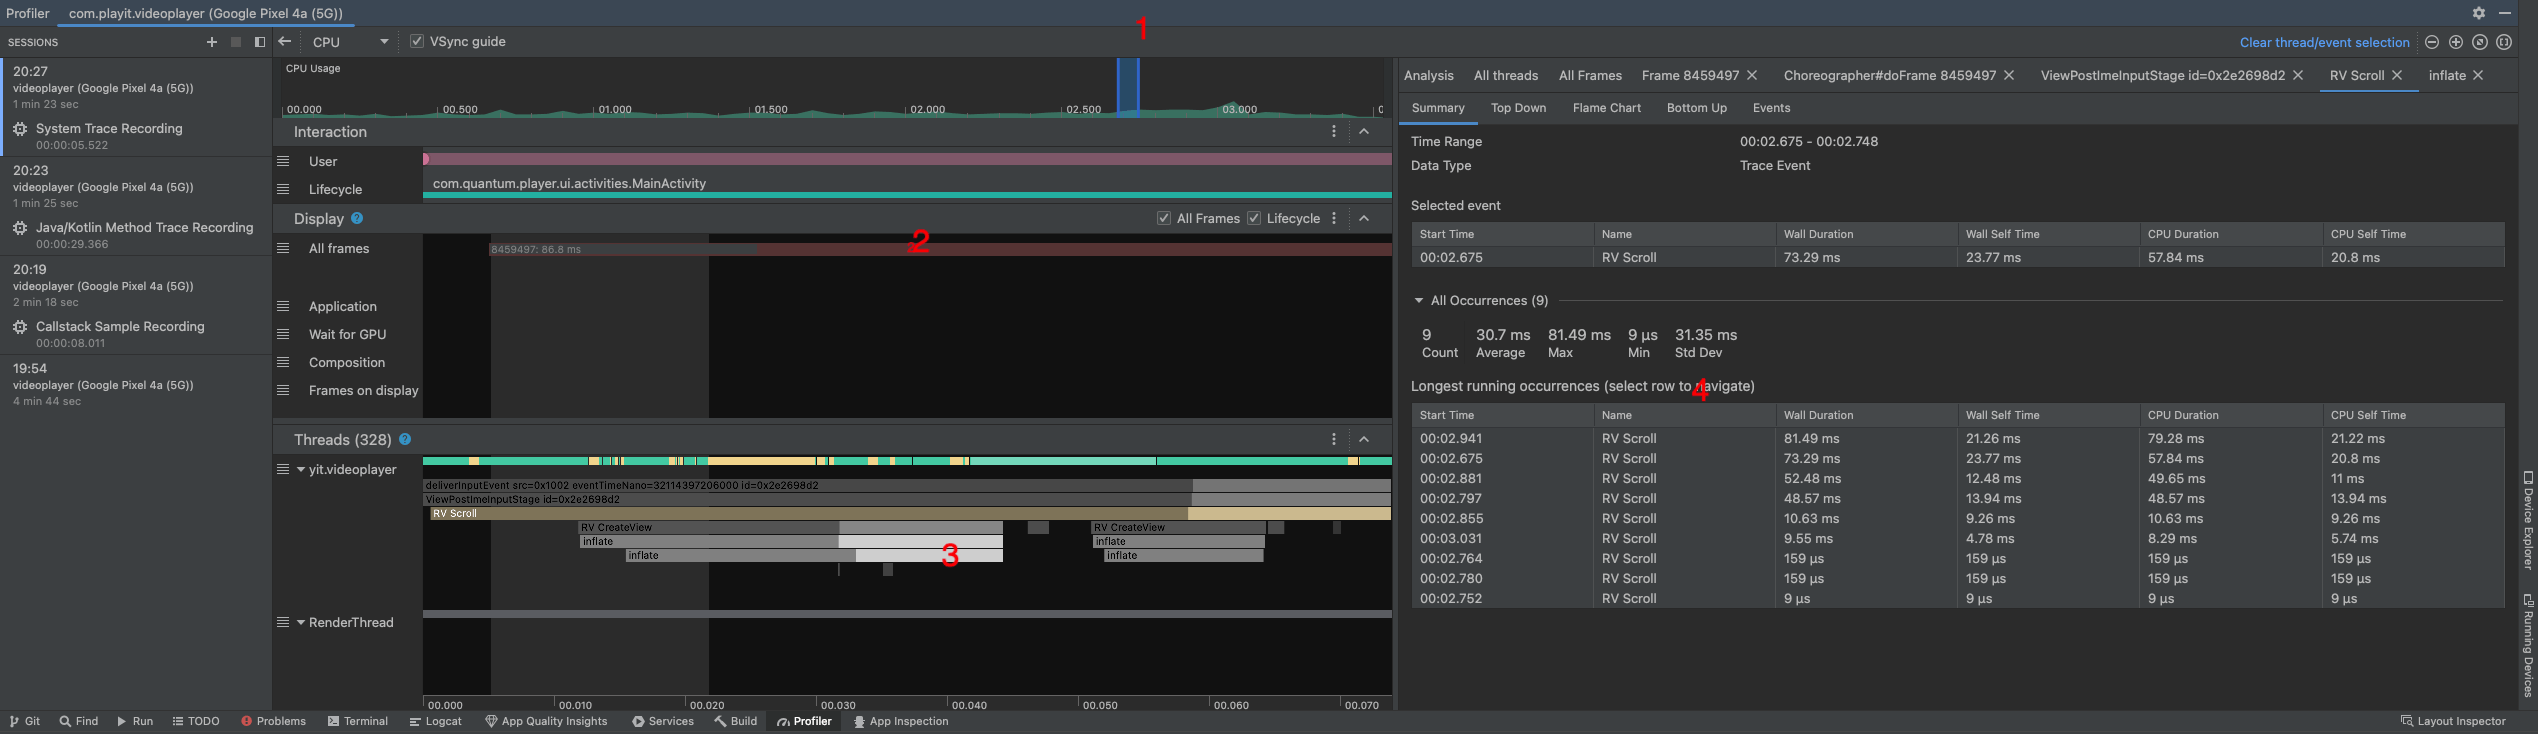 Profiler com.playit.videoplayer (Google Pixel 4a (5G))
SESSIONS
CPU VSync guide
1
Clear thread/event selection
20:27
videoplayer (Google Pixel 4a (5G))
1 min 23 sec
System Trace Recording
00:00:05.522
20:23
videoplayer (Google Pixel 4a (5G))
1 min 25 sec
Java/Kotlin Method Trace Recording
00:00:29.366
20:19
videoplayer (Google Pixel 4a (5G))
2 min 18 sec
Callstack Sample Recording
00:00:08.011
19:54
videoplayer (Google Pixel 4a (5G))
4 min 44 sec
CPU Usage
00.000 00.500 01.000 01.500 02.000 02.500 03.000 0
Interaction
User
Lifecycle com.quantum.player.ui.activities.MainActivity
Display ? All Frames Lifecycle
All frames 8459497: 86.8 ms 2
Application
Wait for GPU
Composition
Frames on display
Threads (328) ?
yit.videoplayer
deliverInputEvent src=0x1002 eventTimeNano=32114397206000 id=0x2e2698d2
ViewPostImeInputStage id=0x2e2698d2
RV Scroll
RV CreateView RV CreateView
inflate inflate
inflate 3 inflate
RenderThread
00.000 00.010 00.020 00.030 00.040 00.050 00.060 00.070
Analysis All threads All Frames Frame 8459497 Choreographer#doFrame 8459497 ViewPostImeInputStage id=0x2e2698d2 RV Scroll inflate
Summary Top Down Flame Chart Bottom Up Events
Time Range 00:02.675 - 00:02.748
Data Type Trace Event
Selected event
Start Time Name Wall Duration Wall Self Time CPU Duration CPU Self Time
00:02.675 RV Scroll 73.29 ms 23.77 ms 57.84 ms 20.8 ms
All Occurrences (9)
9 30.7 ms 81.49 ms 9 μs 31.35 ms
Count Average Max Min Std Dev
Longest running occurrences (select row to navigate)
4
Start Time Name Wall Duration Wall Self Time CPU Duration CPU Self Time
00:02.941 RV Scroll 81.49 ms 21.26 ms 79.28 ms 21.22 ms
00:02.675 RV Scroll 73.29 ms 23.77 ms 57.84 ms 20.8 ms
00:02.881 RV Scroll 52.48 ms 12.48 ms 49.65 ms 11 ms
00:02.797 RV Scroll 48.57 ms 13.94 ms 48.57 ms 13.94 ms
00:02.855 RV Scroll 10.63 ms 9.26 ms 10.63 ms 9.26 ms
00:03.031 RV Scroll 9.55 ms 4.78 ms 8.29 ms 5.74 ms
00:02.764 RV Scroll 159 μs 159 μs 159 μs 159 μs
00:02.780 RV Scroll 159 μs 159 μs 159 μs 159 μs
00:02.752 RV Scroll 9 μs 9 μs 9 μs 9 μs
Device Explorer
Running Devices
Git Find Run TODO Problems Terminal Logcat App Quality Insights Services Build Profiler App Inspection Layout Inspector